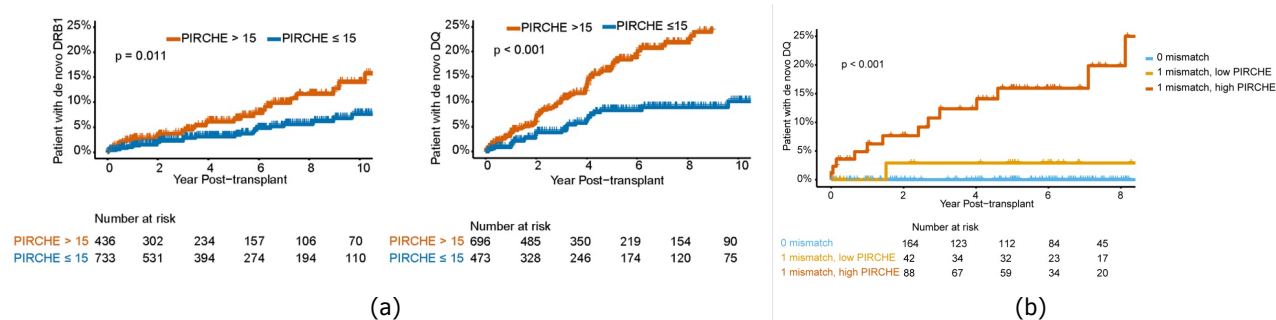 25%
20%
15%
10%
5%
0%
Patient with de novo DRB1
PIRCHE > 15 PIRCHE ≤ 15
p = 0.011
0 2 4 6 8 10
Year Post-transplant
Number at risk
PIRCHE > 15 436 302 234 157 106 70
PIRCHE ≤ 15 733 531 394 274 194 110
25%
20%
15%
10%
5%
0%
Patient with de novo DQ
PIRCHE >15 PIRCHE ≤15
p < 0.001
0 2 4 6 8 10
Year Post-transplant
Number at risk
PIRCHE > 15 696 485 350 219 154 90
PIRCHE ≤ 15 473 328 246 174 120 75
(a)
25%
20%
15%
10%
5%
0%
Patient with de novo DQ
p < 0.001
0 mismatch
1 mismatch, low PIRCHE
1 mismatch, high PIRCHE
0 2 4 6 8
Year Post-transplant
Number at risk
0 mismatch 164 123 112 84 45
1 mismatch, low PIRCHE 42 34 32 23 17
1 mismatch, high PIRCHE 88 67 59 34 20
(b)